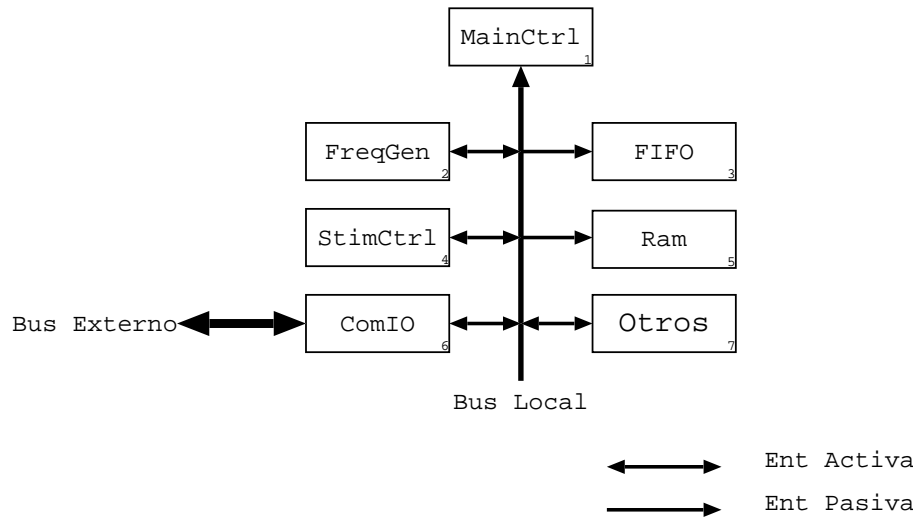 MainCtrl
1
FreqGen
2
FIFO
3
StimCtrl
4
Ram
5
Bus Externo
ComIO
6
Otros
7
Bus Local
Ent Activa
Ent Pasiva